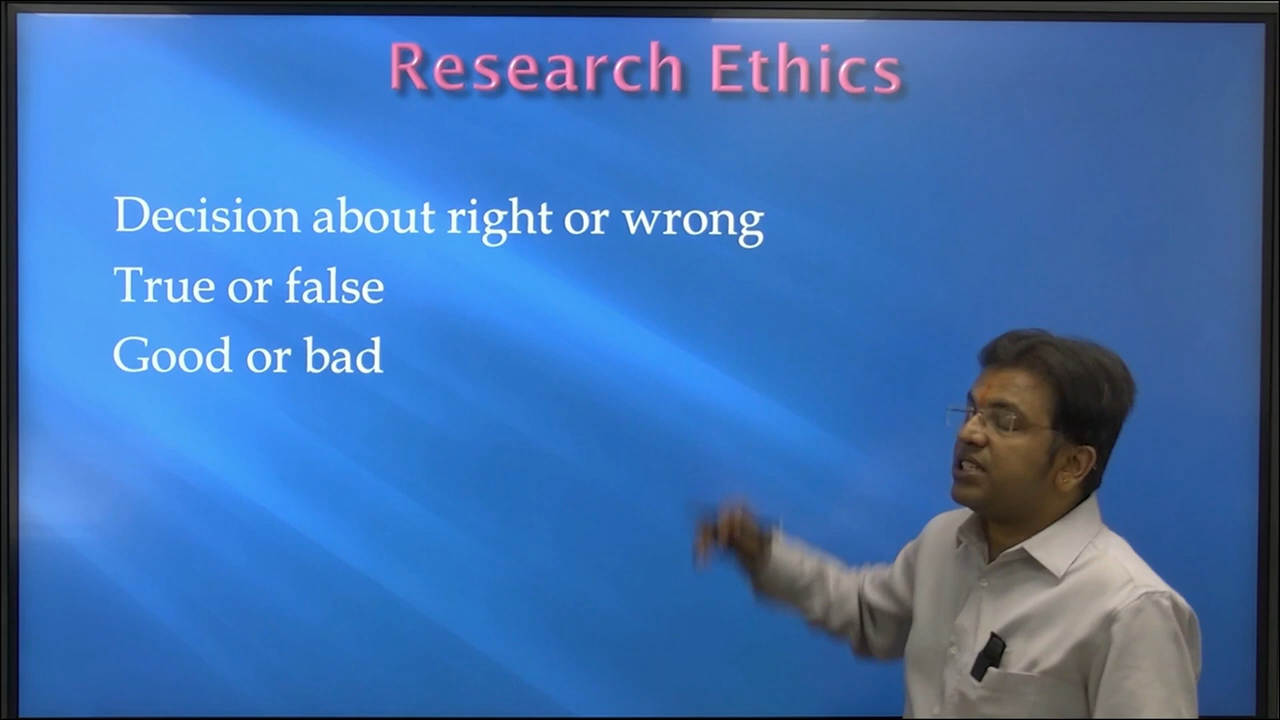 Research Ethics
Decision about right or wrong
True or false
Good or bad